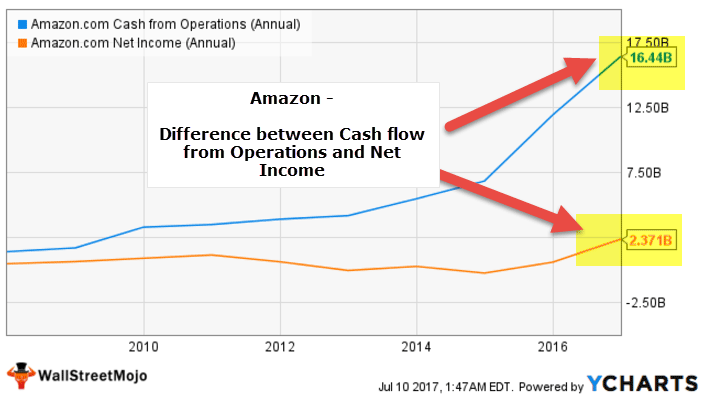 Amazon.com Cash from Operations (Annual)
Amazon.com Net Income (Annual)
17.50B
16.44B
Amazon -
Difference between Cash flow
from Operations and Net
Income
12.50B
7.50B
2.371B
-2.50B
2010 2012 2014 2016
WallStreetMojo
Jul 10 2017, 1:47AM EDT. Powered by YCHARTS